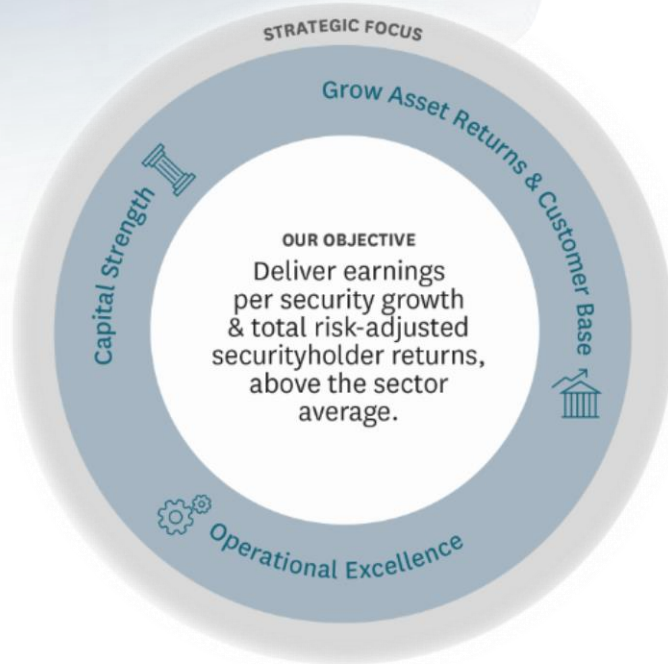 STRATEGIC FOCUS
Grow Asset Returns & Customer Base
Capital Strength
OUR OBJECTIVE
Deliver earnings
per security growth
& total risk-adjusted
securityholder returns,
above the sector
average.
Operational Excellence